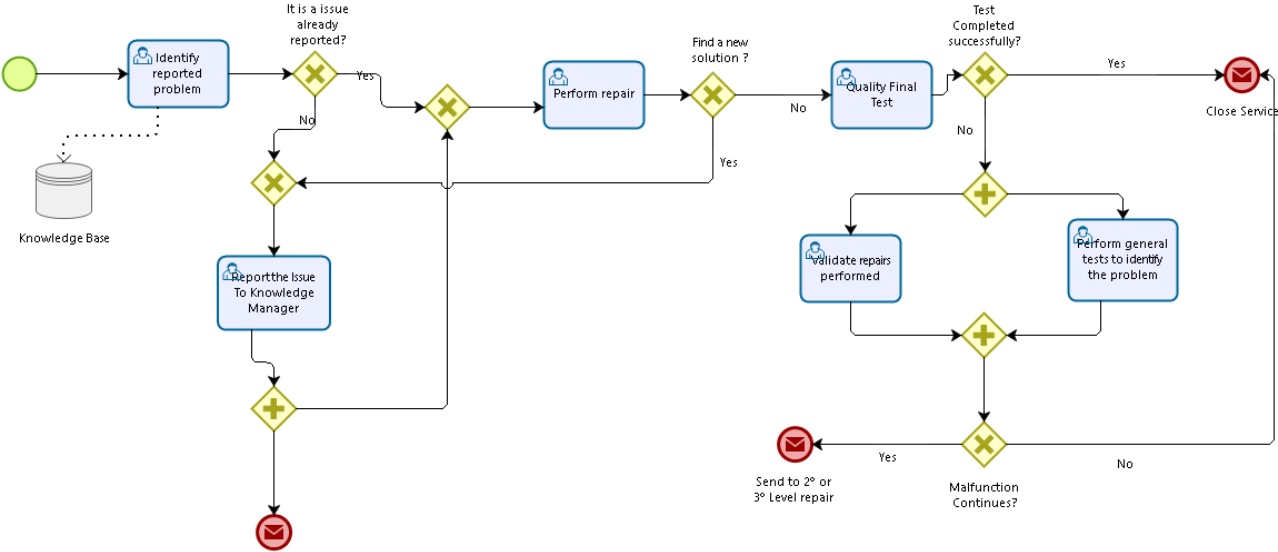 It is a issue
already
reported?
Identify
reported
problem
Yes
No
Knowledge Base
Report the Issue
To Knowledge
Manager
Perform repair
Find a new
solution ?
No
Yes
Quality Final
Test
Test
Completed
successfully?
Yes
No
Close Service
Validate repairs
performed
Perform general
tests to identify
the problem
Malfunction
Continues?
Yes
No
Send to 2º or
3º Level repair